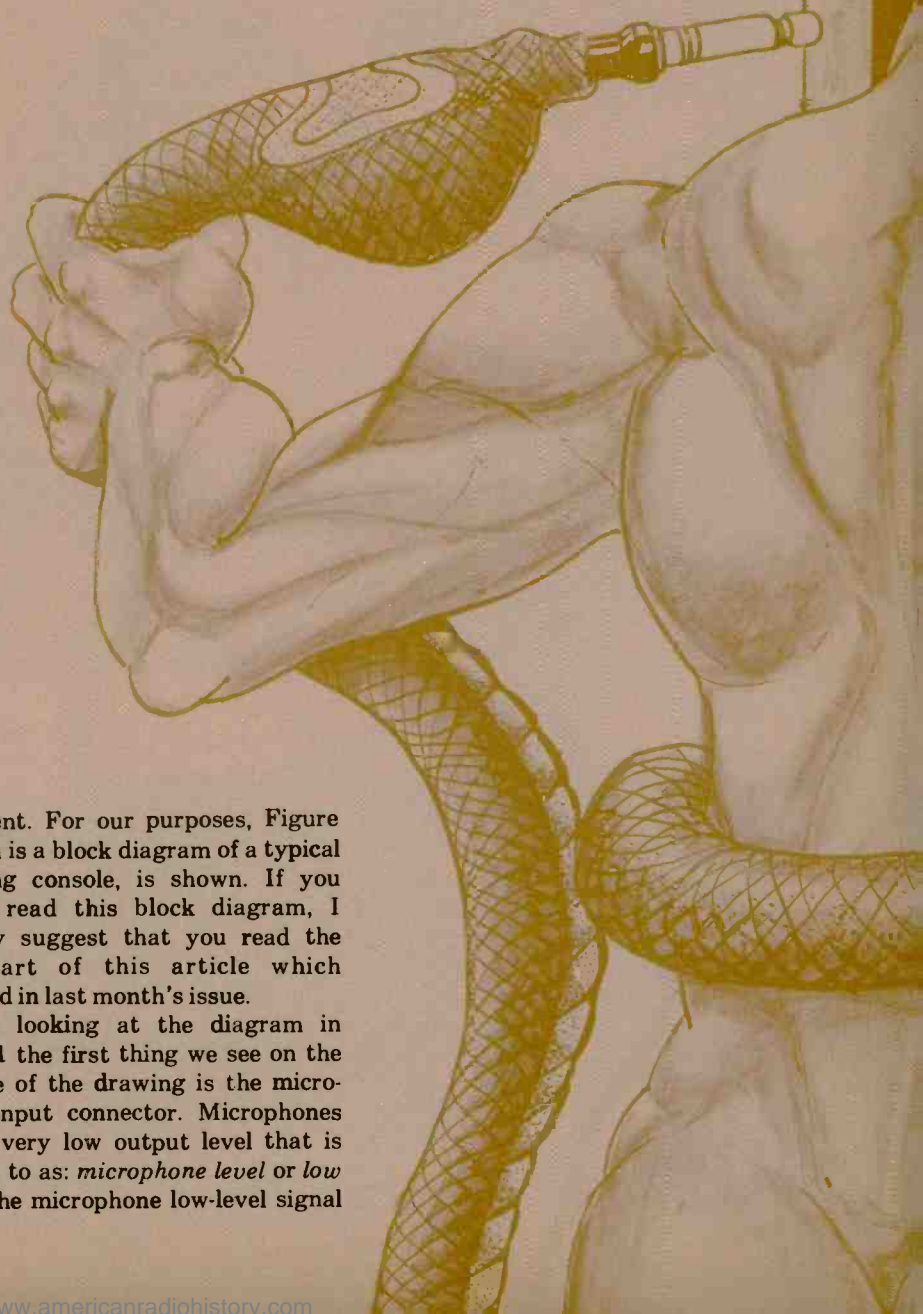 ent. For our purposes, Figure
is a block diagram of a typical
g console, is shown. If you
read this block diagram, I
suggest that you read the
art of this article which
d in last month's issue.
looking at the diagram in
the first thing we see on the
e of the drawing is the micro-
nput connector. Microphones
very low output level that is
to as: microphone level or low
he microphone low-level signal
www.americanradiohistory.com